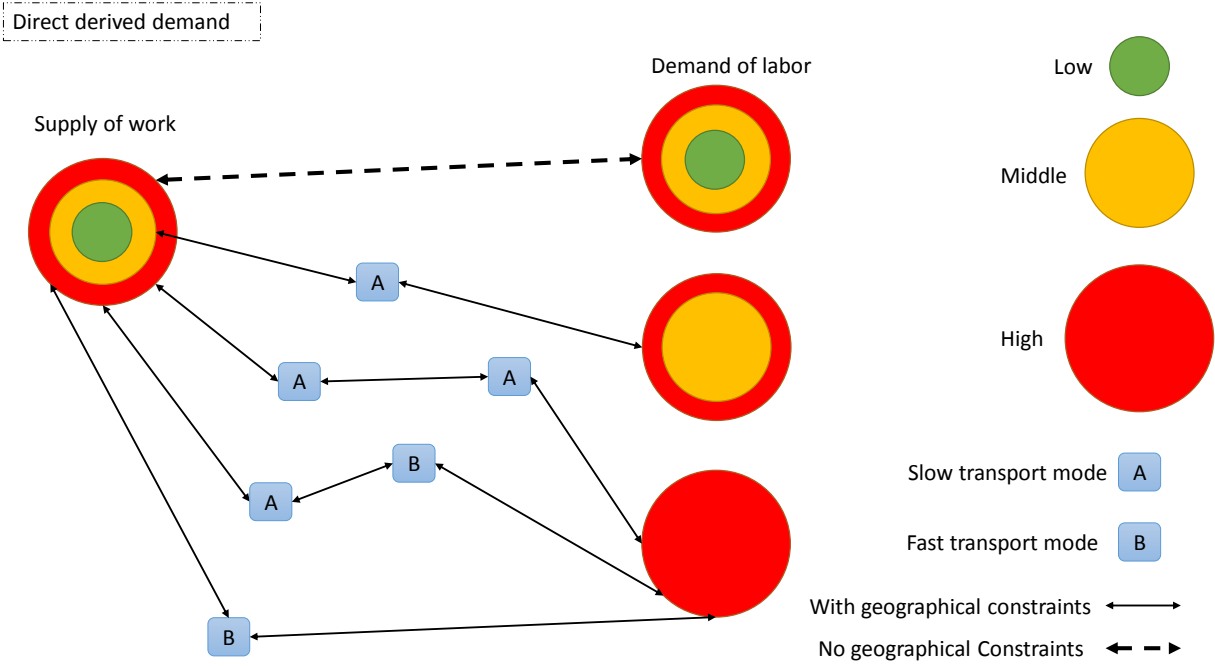 Direct derived demand
Demand of labor
Low
Supply of work
Middle
A
High
A
A
B
Slow transport mode
A
A
Fast transport mode
B
With geographical constraints
B
No geographical Constraints